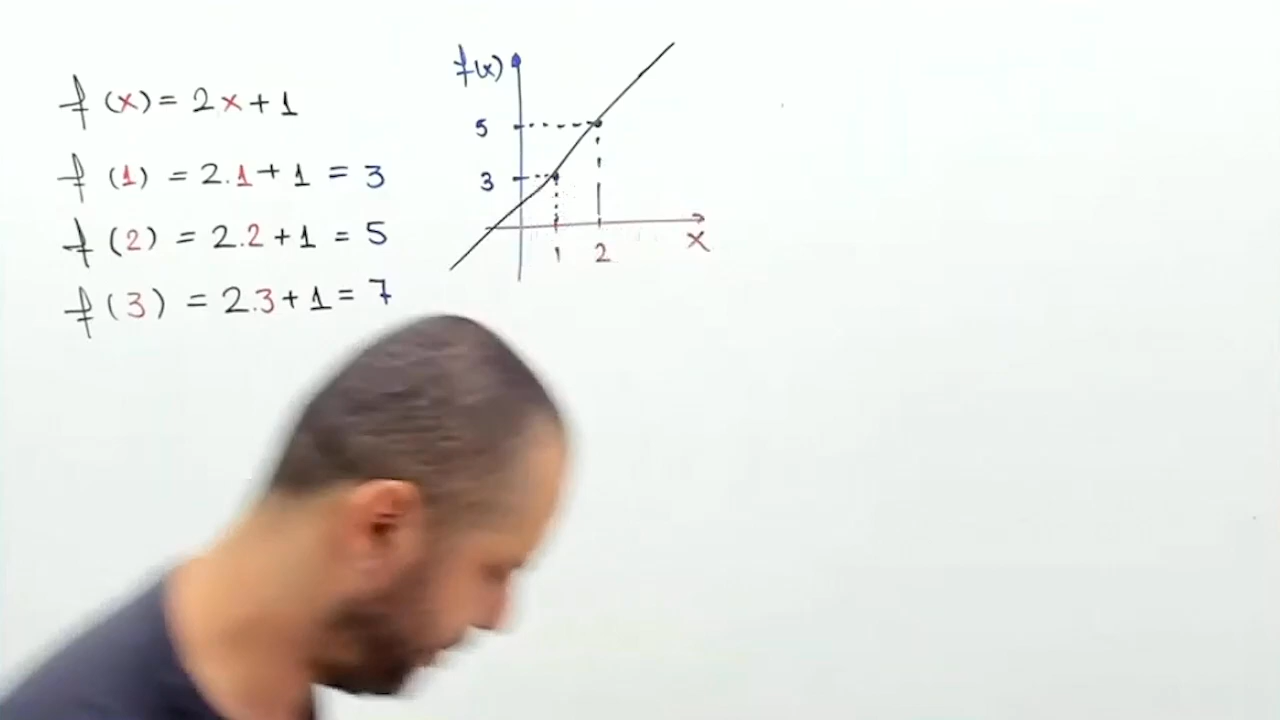 f(x) = 2x + 1
f(1) = 2.1 + 1 = 3
f(2) = 2.2 + 1 = 5
f(3) = 2.3 + 1 = 7
f(x)
5
3
1 2
x